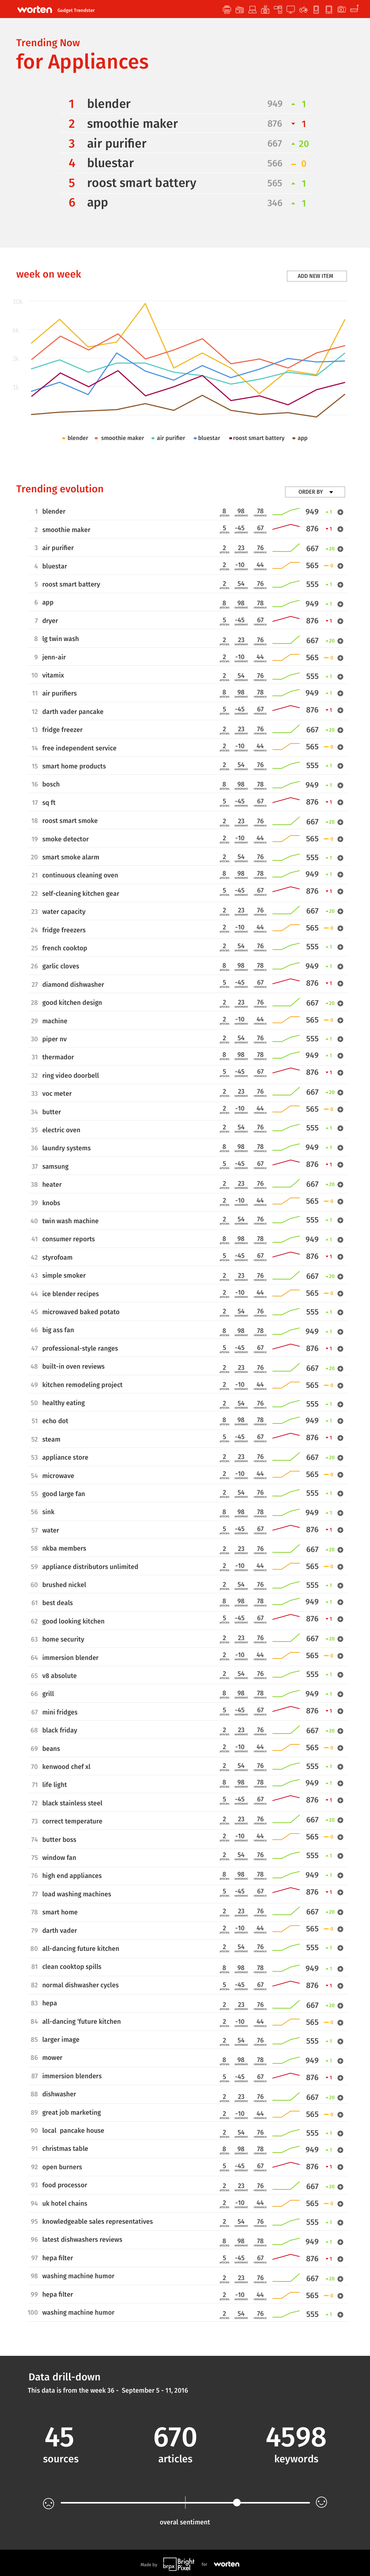 worten Gadget Trendster
Trending Now
for Appliances
1 blender 949 1
2 smoothie maker 876 1
3 air purifier 667 20
4 bluestar 566 0
5 roost smart battery 565 1
6 app 346 1
week on week
ADD NEW ITEM
6k
3k
1k
blender smoothie maker air purifier bluestar roost smart battery app
Trending evolution
ORDER BY
1 blender 8 98 78 949 1
2 smoothie maker 5 -45 67 876 1
3 air purifier 2 23 76 667 20
4 bluestar 2 -10 44 565 0
5 roost smart battery 2 54 76 555 1
6 app 8 98 78 949 1
7 dryer 5 -45 67 876 1
8 lg twin wash 2 23 76 667 20
9 jenn-air 2 -10 44 565 0
10 vitamix 2 54 76 555 1
11 air purifiers 8 98 78 949 1
12 darth vader pancake 5 -45 67 876 1
13 fridge freezer 2 23 76 667 20
14 free independent service 2 -10 44 565 0
15 smart home products 2 54 76 555 1
16 bosch 8 98 78 949 1
17 sq ft 5 -45 67 876 1
18 roost smart smoke 2 23 76 667 20
19 smoke detector 2 -10 44 565 0
20 smart smoke alarm 2 54 76 555 1
21 continuous cleaning oven 8 98 78 949 1
22 self-cleaning kitchen gear 5 -45 67 876 1
23 water capacity 2 23 76 667 20
24 fridge freezers 2 -10 44 565 0
25 french cooktop 2 54 76 555 1
26 garlic cloves 8 98 78 949 1
27 diamond dishwasher 5 -45 67 876 1
28 good kitchen design 2 23 76 667 20
29 machine 2 -10 44 565 0
30 piper nv 2 54 76 555 1
31 thermador 8 98 78 949 1
32 ring video doorbell 5 -45 67 876 1
33 voc meter 2 23 76 667 20
34 butter 2 -10 44 565 0
35 electric oven 2 54 76 555 1
36 laundry systems 8 98 78 949 1
37 samsung 5 -45 67 876 1
38 heater 2 23 76 667 20
39 knobs 2 -10 44 565 0
40 twin wash machine 2 54 76 555 1
41 consumer reports 8 98 78 949 1
42 styrofoam 5 -45 67 876 1
43 simple smoker 2 23 76 667 20
44 ice blender recipes 2 -10 44 565 0
45 microwaved baked potato 2 54 76 555 1
46 big ass fan 8 98 78 949 1
47 professional-style ranges 5 -45 67 876 1
48 built-in oven reviews 2 23 76 667 20
49 kitchen remodeling project 2 -10 44 565 0
50 healthy eating 2 54 76 555 1
51 echo dot 8 98 78 949 1
52 steam 5 -45 67 876 1
53 appliance store 2 23 76 667 20
54 microwave 2 -10 44 565 0
55 good large fan 2 54 76 555 1
56 sink 8 98 78 949 1
57 water 5 -45 67 876 1
58 nkba members 2 23 76 667 20
59 appliance distributors unlimited 2 -10 44 565 0
60 brushed nickel 2 54 76 555 1
61 best deals 8 98 78 949 1
62 good looking kitchen 5 -45 67 876 1
63 home security 2 23 76 667 20
64 immersion blender 2 -10 44 565 0
65 v8 absolute 2 54 76 555 1
66 grill 8 98 78 949 1
67 mini fridges 5 -45 67 876 1
68 black friday 2 23 76 667 20
69 beans 2 -10 44 565 0
70 kenwood chef xl 2 54 76 555 1
71 life light 8 98 78 949 1
72 black stainless steel 5 -45 67 876 1
73 correct temperature 2 23 76 667 20
74 butter boss 2 -10 44 565 0
75 window fan 2 54 76 555 1
76 high end appliances 8 98 78 949 1
77 load washing machines 5 -45 67 876 1
78 smart home 2 23 76 667 20
79 darth vader 2 -10 44 565 0
80 all-dancing future kitchen 2 54 76 555 1
81 clean cooktop spills 8 98 78 949 1
82 normal dishwasher cycles 5 -45 67 876 1
83 hepa 2 23 76 667 20
84 all-dancing 'future kitchen 2 -10 44 565 0
85 larger image 2 54 76 555 1
86 mower 8 98 78 949 1
87 immersion blenders 5 -45 67 876 1
88 dishwasher 2 23 76 667 20
89 great job marketing 2 -10 44 565 0
90 local pancake house 2 54 76 555 1
91 christmas table 8 98 78 949 1
92 open burners 5 -45 67 876 1
93 food processor 2 23 76 667 20
94 uk hotel chains 2 -10 44 565 0
95 knowledgeable sales representatives 2 54 76 555 1
96 latest dishwashers reviews 8 98 78 949 1
97 hepa filter 5 -45 67 876 1
98 washing machine humor 2 23 76 667 20
99 hepa filter 2 -10 44 565 0
100 washing machine humor 2 54 76 555 1
Data drill-down
This data is from the week 36 - September 5 - 11, 2016
45 670 4598
sources articles keywords
overal sentiment
Made by brpx Bright Pixel for worten